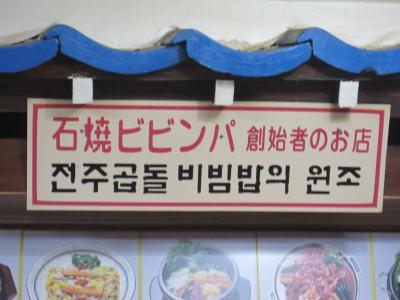 石焼ビビンパ 創始者のお店
전주곱돌 비빔밥의 원조